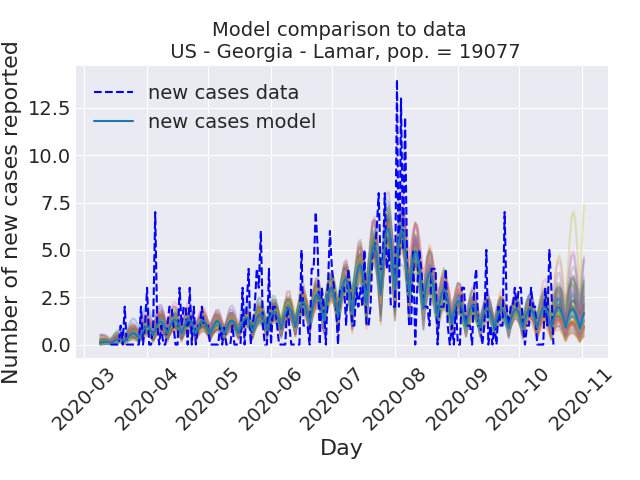 Model comparison to data
US - Georgia - Lamar, pop. = 19077
Number of new cases reported
new cases data
new cases model
12.5
10.0
7.5
5.0
2.5
0.0
2020-03
2020-04
2020-05
2020-06
2020-07
2020-08
2020-09
2020-10
2020-11
Day